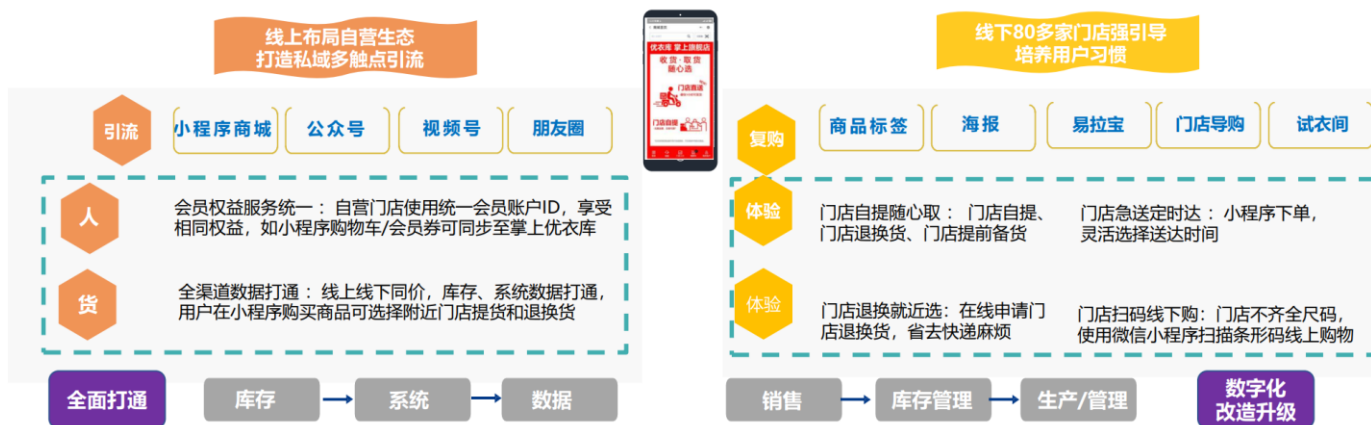 线上布局自营生态
打造私域多触点引流
引流
小程序商城
公众号
视频号
朋友圈
人
会员权益服务统一：自营门店使用统一会员账户ID，享受
相同权益，如小程序购物车/会员券可同步至掌上优衣库
货
全渠道数据打通：线上线下同价，库存、系统数据打通，
用户在小程序购买商品可选择附近门店提货和退换货
全面打通
库存
系统
数据
优衣库 掌上旗舰店
收货·取货
随心选
门店急送
门店自提
线下80多家门店强引导
培养用户习惯
复购
商品标签
海报
易拉宝
门店导购
试衣间
体验
门店自提随心取：门店自提、
门店退换货、门店提前备货
门店急送定时达：小程序下单，
灵活选择送达时间
体验
门店退换就近选：在线申请门
店退换货，省去快递麻烦
门店扫码线下购：门店不齐全尺码，
使用微信小程序扫描条形码线上购物
销售
库存管理
生产/管理
数字化
改造升级